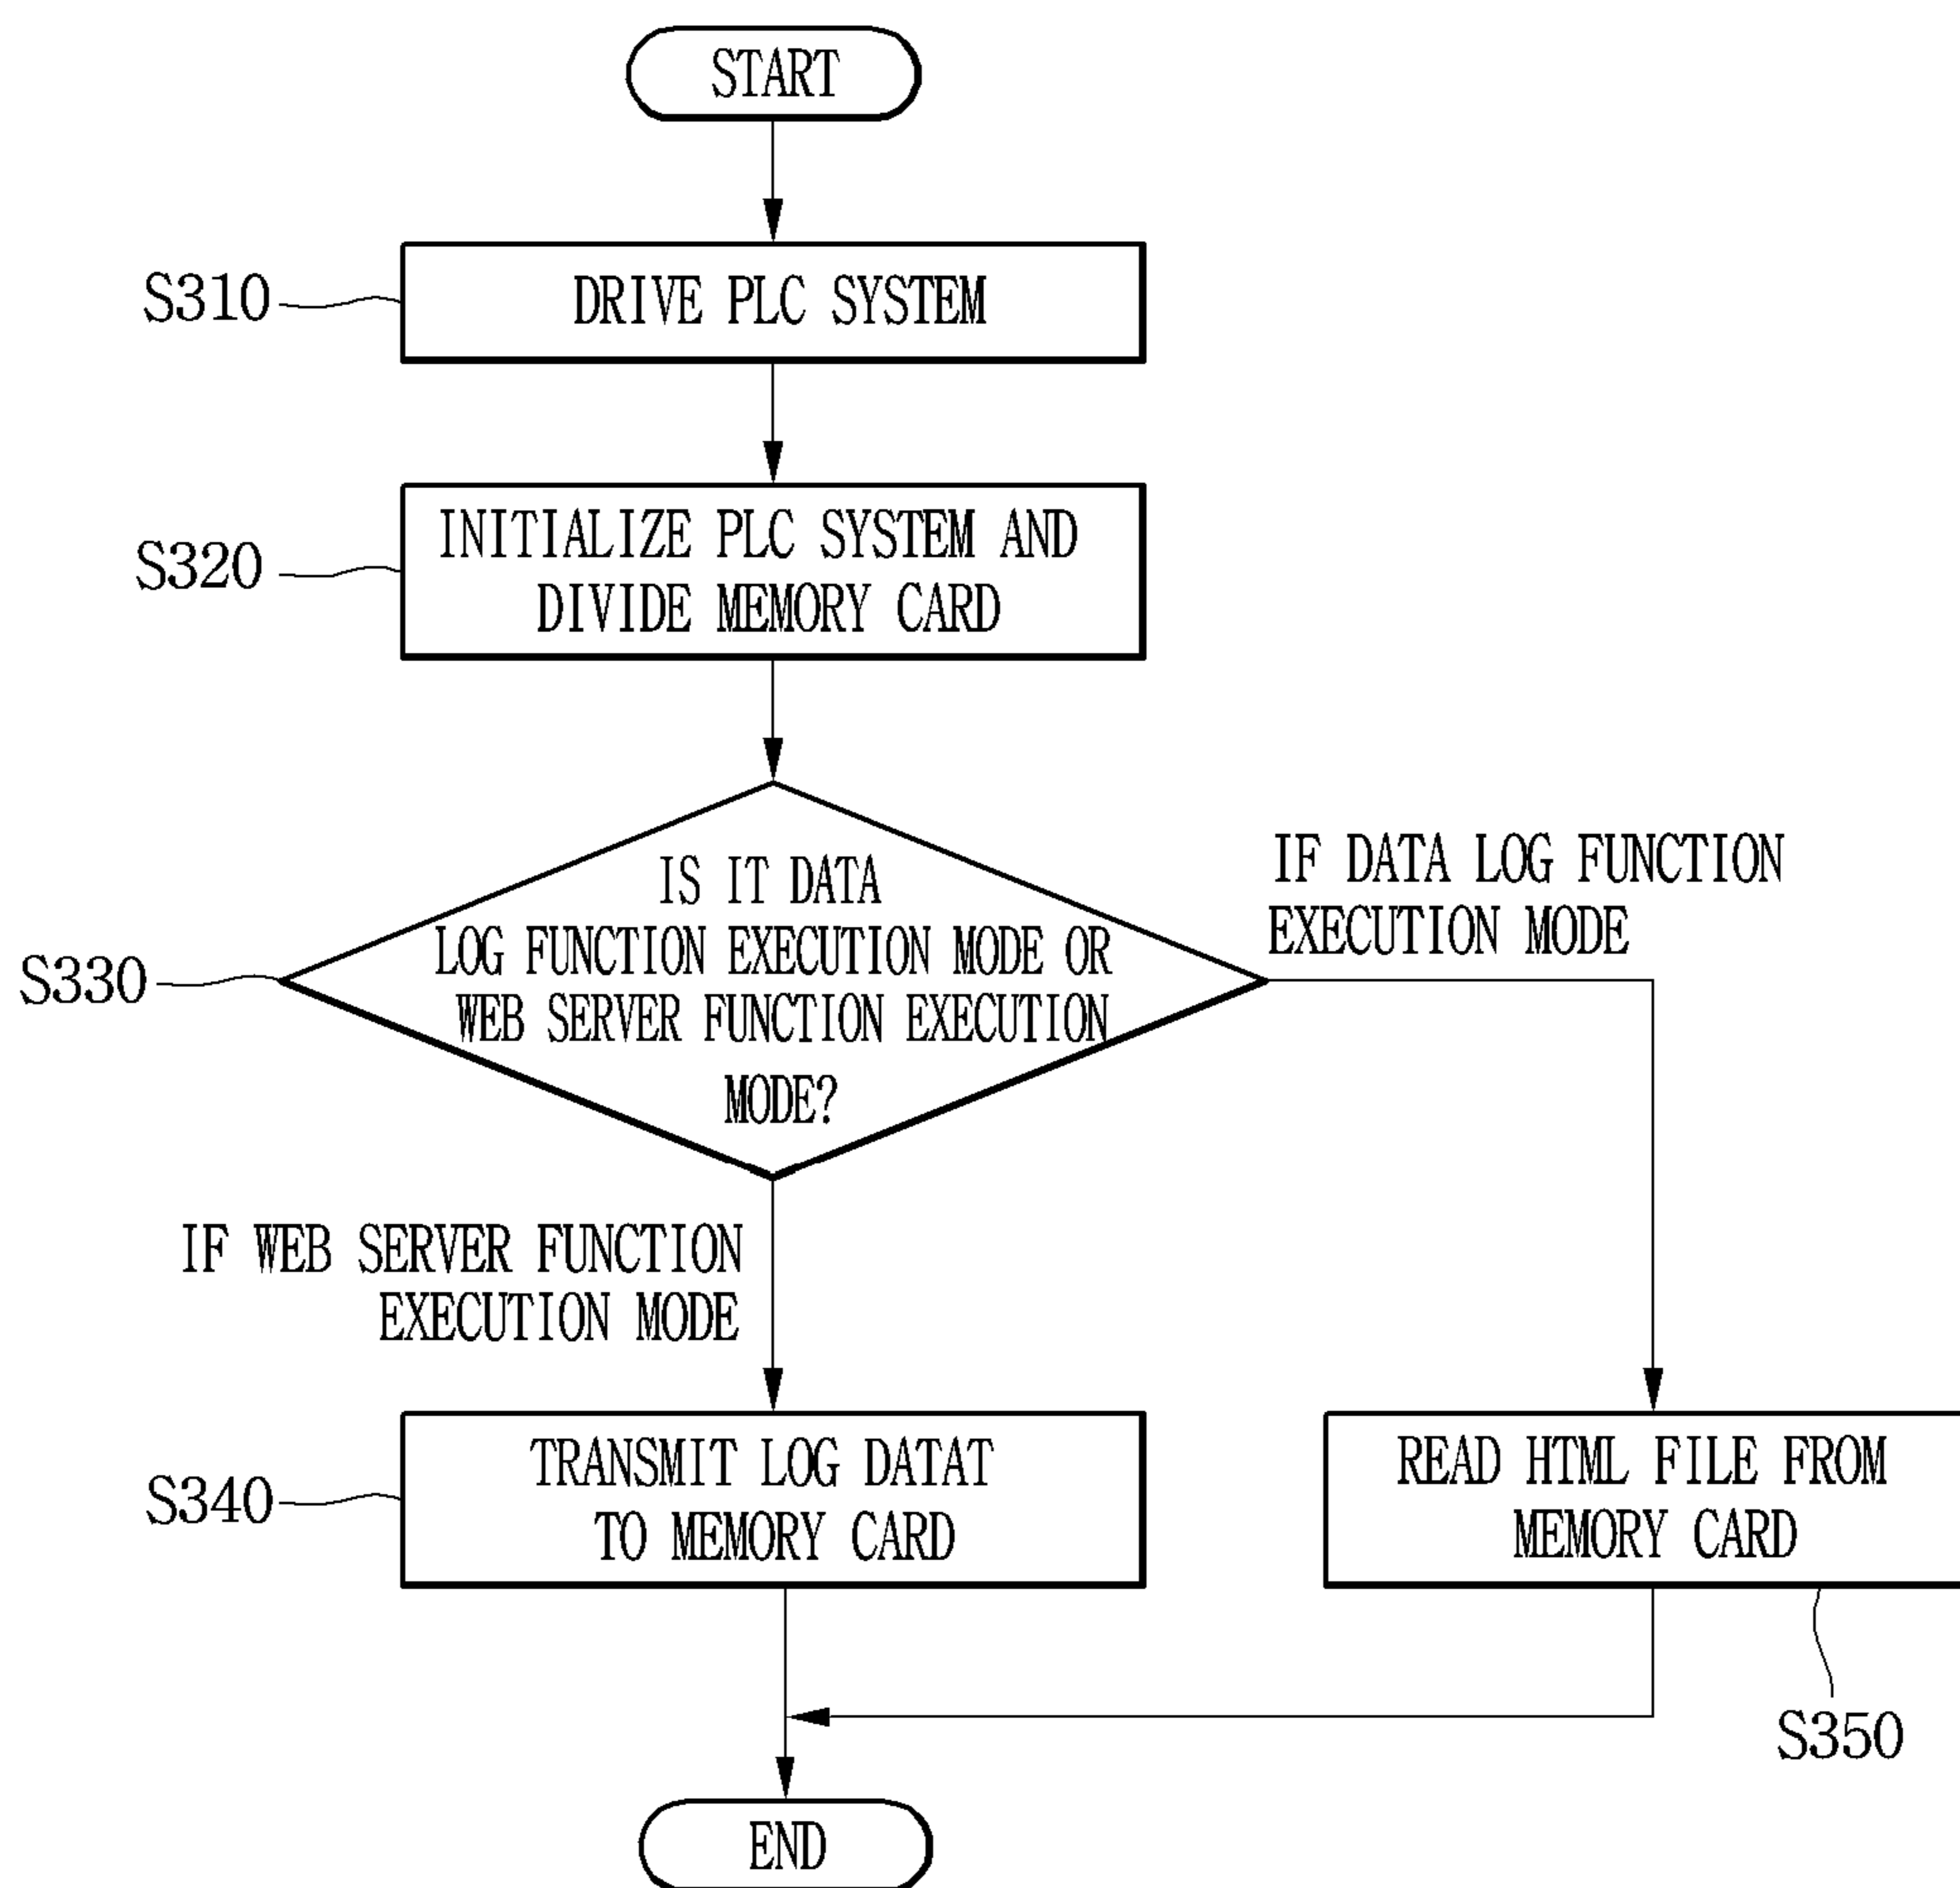 START
S310
DRIVE PLC SYSTEM
S320
INITIALIZE PLC SYSTEM AND
DIVIDE MEMORY CARD
S330
IS IT DATA
LOG FUNCTION EXECUTION MODE OR
WEB SERVER FUNCTION EXECUTION
MODE?
IF DATA LOG FUNCTION
EXECUTION MODE
IF WEB SERVER FUNCTION
EXECUTION MODE
S340
TRANSMIT LOG DATAT
TO MEMORY CARD
READ HTML FILE FROM
MEMORY CARD
S350
END